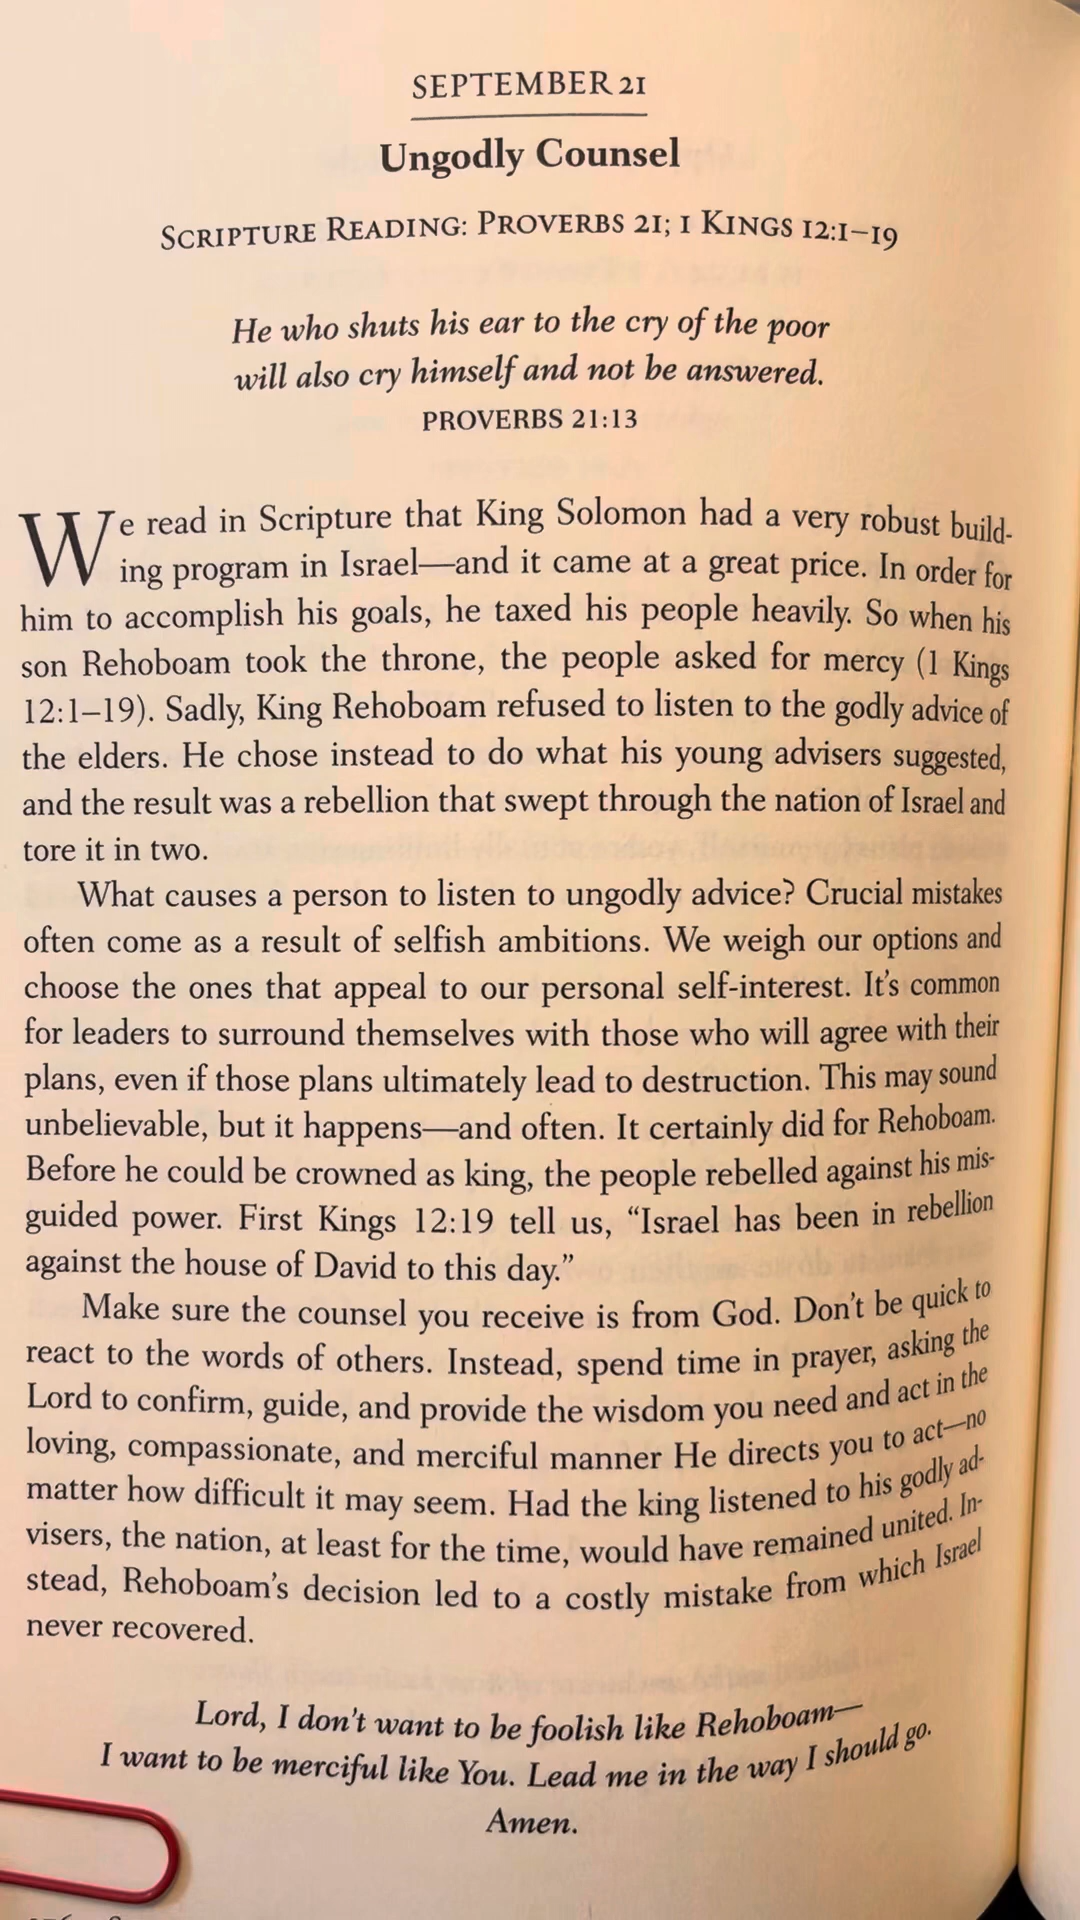 SEPTEMBER 21
Ungodly Counsel
SCRIPTURE READING: PROVERBS 21; 1 KINGS 12:1–19
He who shuts his ear to the cry of the poor
will also cry himself and not be answered.
PROVERBS 21:13
We read in Scripture that King Solomon had a very robust build-
ing program in Israel—and it came at a great price. In order for
him to accomplish his goals, he taxed his people heavily. So when his
son Rehoboam took the throne, the people asked for mercy (1 Kings
12:1–19). Sadly, King Rehoboam refused to listen to the godly advice of
the elders. He chose instead to do what his young advisers suggested,
and the result was a rebellion that swept through the nation of Israel and
tore it in two.
What causes a person to listen to ungodly advice? Crucial mistakes
often come as a result of selfish ambitions. We weigh our options and
choose the ones that appeal to our personal self-interest. It's common
for leaders to surround themselves with those who will agree with their
plans, even if those plans ultimately lead to destruction. This may sound
unbelievable, but it happens—and often. It certainly did for Rehoboam.
Before he could be crowned as king, the people rebelled against his mis-
guided power. First Kings 12:19 tell us, “Israel has been in rebellion
against the house of David to this day.”
Make sure the counsel you receive is from God. Don't be quick to
react to the words of others. Instead, spend time in prayer, asking the
Lord to confirm, guide, and provide the wisdom you need and act in the
loving, compassionate, and merciful manner He directs you to act—no
matter how difficult it may seem. Had the king listened to his godly ad-
visers, the nation, at least for the time, would have remained united. In-
stead, Rehoboam's decision led to a costly mistake from which Israel
never recovered.
Lord, I don't want to be foolish like Rehoboam—
I want to be merciful like You. Lead me in the way I should go.
Amen.